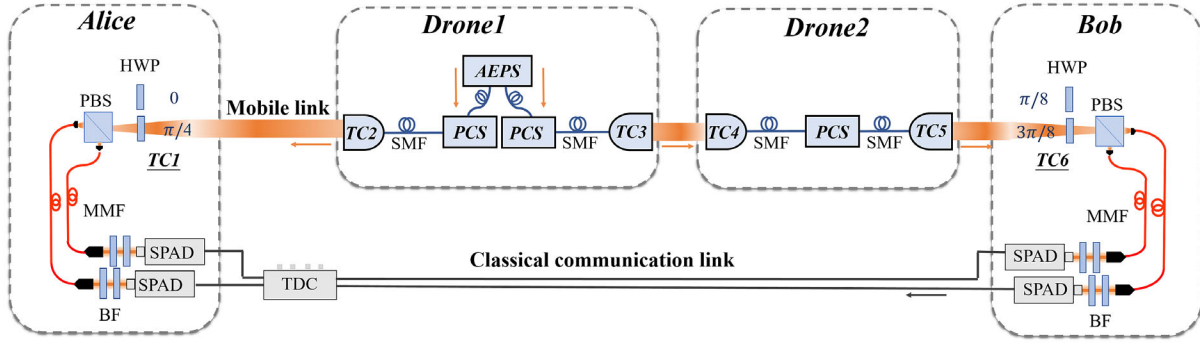 Alice
Drone1
Drone2
Bob
HWP
PBS
0
π/4
TC1
Mobile link
AEPS
TC2
SMF
PCS
PCS
SMF
TC3
TC4
SMF
PCS
SMF
TC5
HWP
π/8
3π/8
PBS
TC6
MMF
SPAD
SPAD
BF
TDC
Classical communication link
MMF
SPAD
SPAD
BF